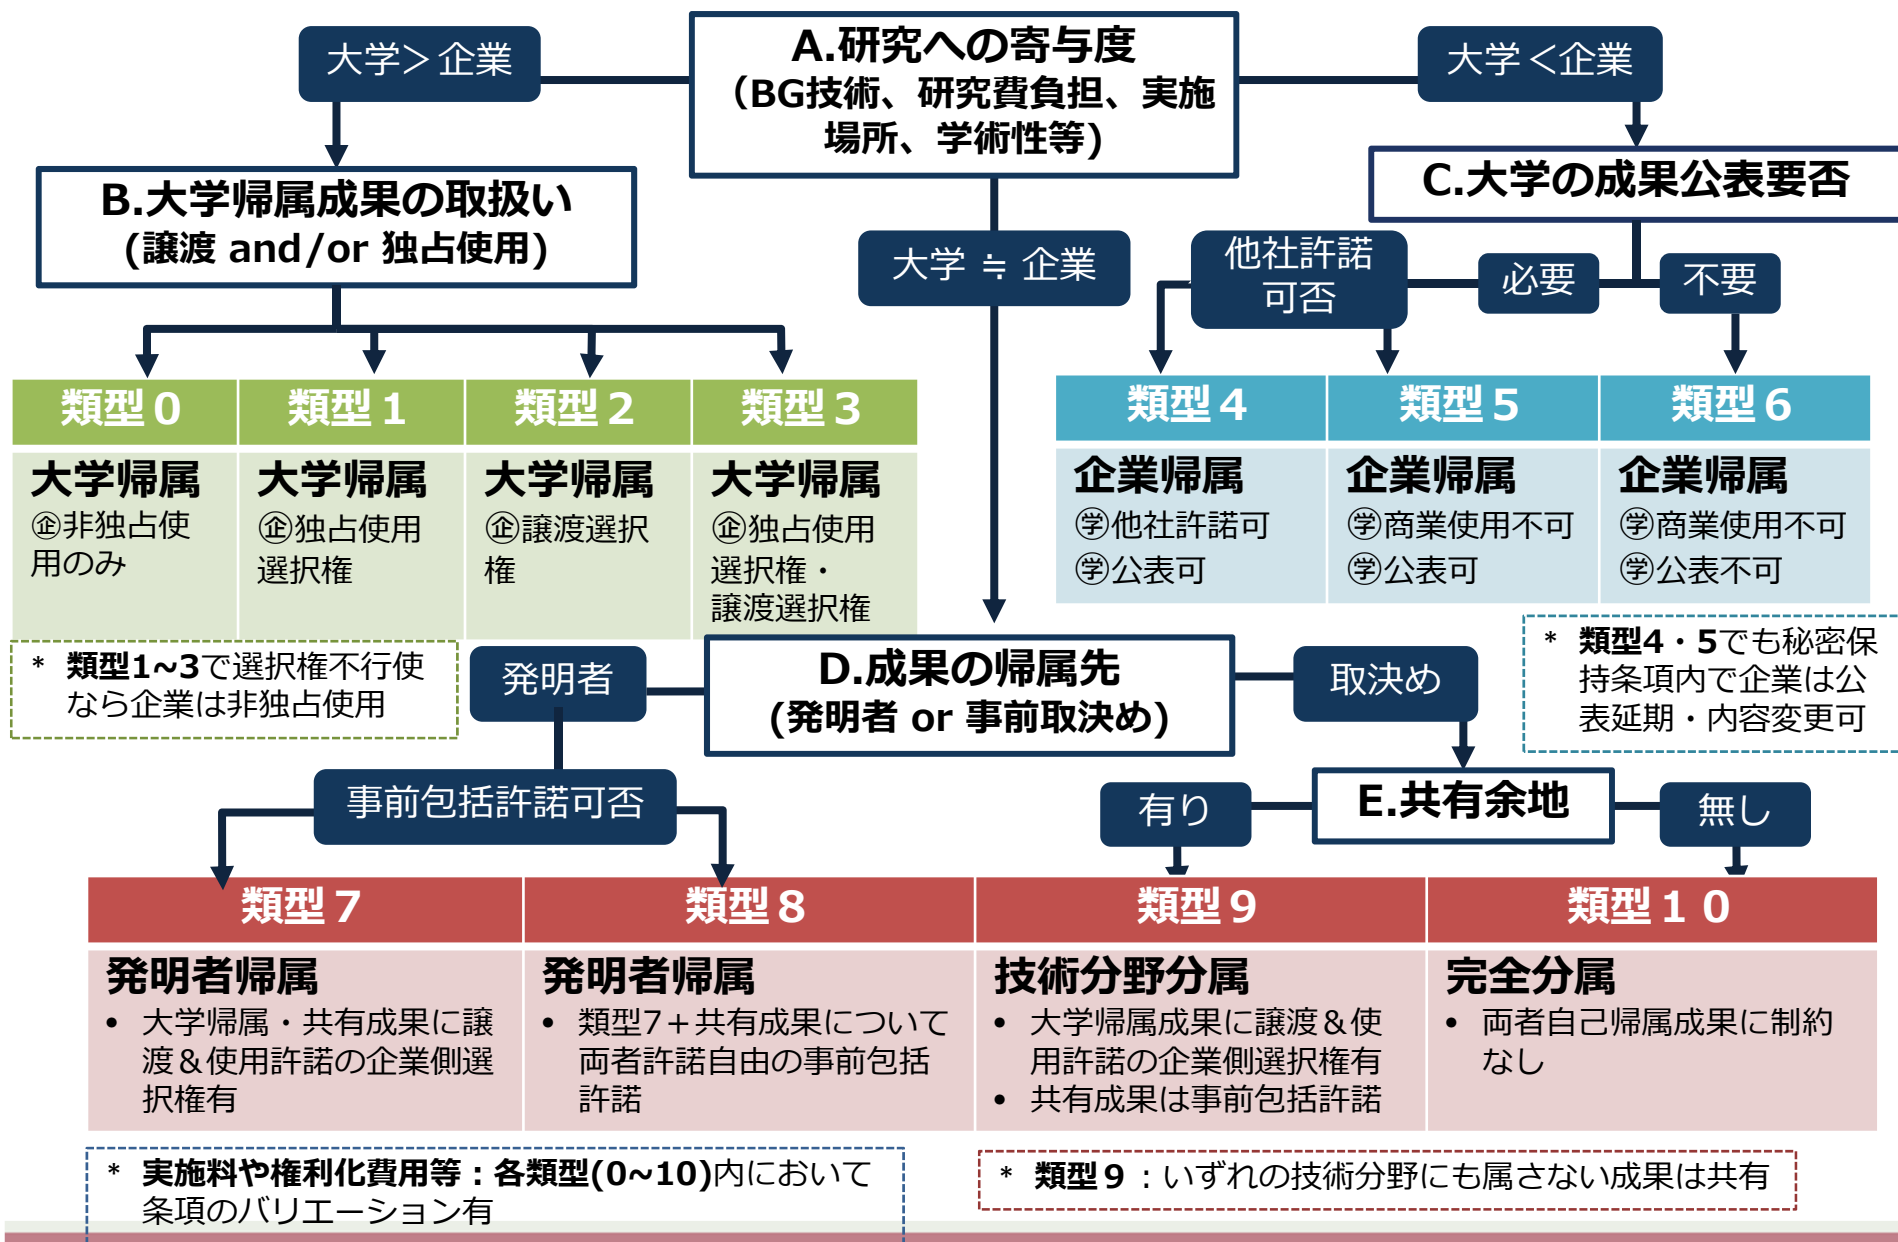 A.研究への寄与度
（BG技術、研究費負担、実施
場所、学術性等)
大学＞企業
大学＜企業
B.大学帰属成果の取扱い
(譲渡 and/or 独占使用)
C.大学の成果公表要否
大学 ≒ 企業
他社許諾
可否
必要
不要
類型０
類型１
類型２
類型３
大学帰属
㊭非独占使
用のみ
大学帰属
㊭独占使用
選択権
大学帰属
㊭譲渡選択
権
大学帰属
㊭独占使用
選択権・
譲渡選択権
類型４
類型５
類型６
企業帰属
㊫他社許諾可
㊫公表可
企業帰属
㊫商業使用不可
㊫公表可
企業帰属
㊫商業使用不可
㊫公表不可
* 類型1~3で選択権不行使
なら企業は非独占使用
* 類型4・5でも秘密保
持条項内で企業は公
表延期・内容変更可
D.成果の帰属先
(発明者 or 事前取決め)
発明者
取決め
事前包括許諾可否
E.共有余地
有り
無し
類型７
類型８
類型９
類型１０
発明者帰属
• 大学帰属・共有成果に譲
渡＆使用許諾の企業側選
択権有
発明者帰属
• 類型7＋共有成果について
両者許諾自由の事前包括
許諾
技術分野分属
• 大学帰属成果に譲渡＆使
用許諾の企業側選択権有
• 共有成果は事前包括許諾
完全分属
• 両者自己帰属成果に制約
なし
* 実施料や権利化費用等：各類型(0~10)内において
条項のバリエーション有
* 類型９：いずれの技術分野にも属さない成果は共有